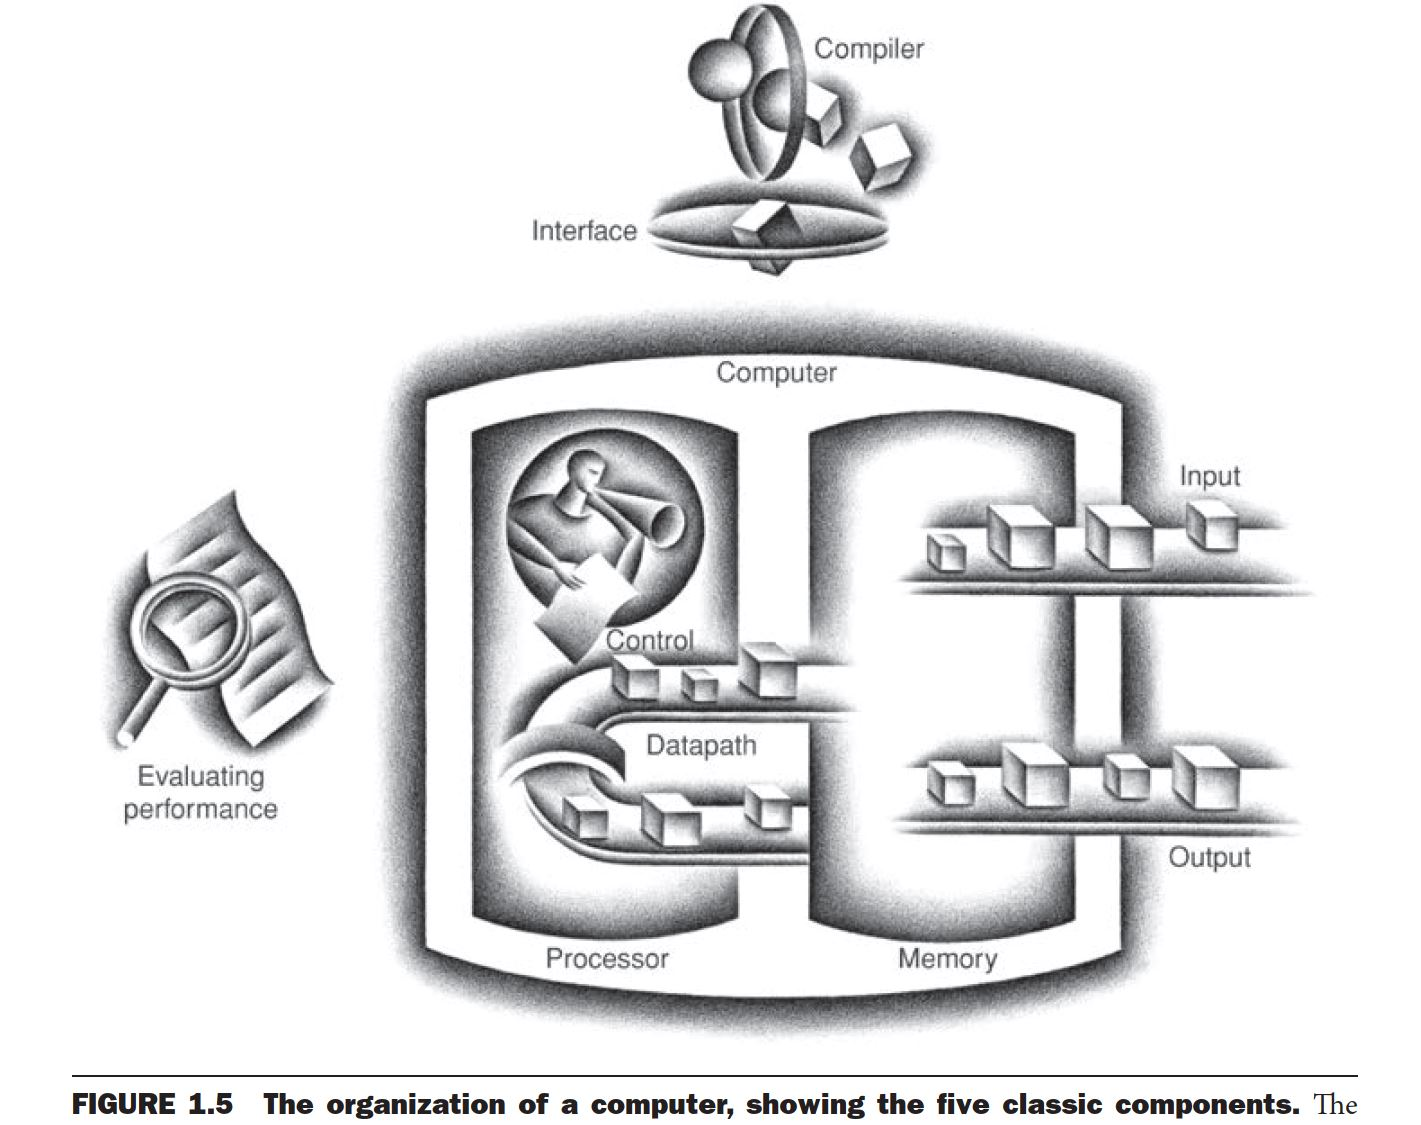 Compiler
Interface
Computer
Input
Control
Datapath
Evaluating
performance
Output
Processor
Memory
FIGURE 1.5 The organization of a computer, showing the five classic components. The